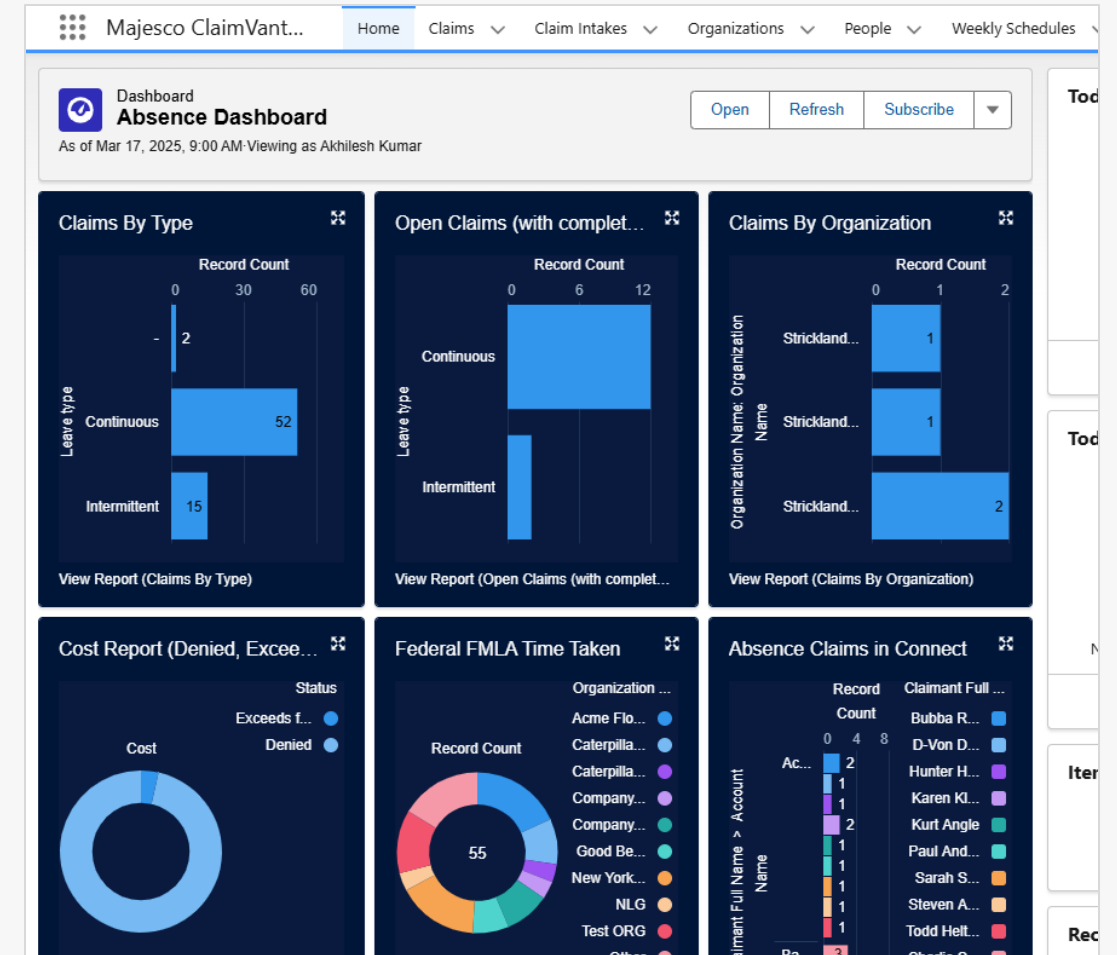 Majesco ClaimVant...
Home
Claims
Claim Intakes
Organizations
People
Weekly Schedules
Dashboard
Absence Dashboard
As of Mar 17, 2025, 9:00 AM·Viewing as Akhilesh Kumar
Open
Refresh
Subscribe
Claims By Type
Record Count
0 30 60
Leave type
- 2
Continuous 52
Intermittent 15
View Report (Claims By Type)
Open Claims (with complet...
Record Count
0 6 12
Leave type
Continuous
Intermittent
View Report (Open Claims (with complet...
Claims By Organization
Record Count
0 1 2
Organization Name: Organization
Name
Strickland... 1
Strickland... 1
Strickland... 2
View Report (Claims By Organization)
Cost Report (Denied, Excee...
Status
Exceeds f...
Denied
Cost
Federal FMLA Time Taken
Organization ...
Record Count
55
Acme Flo...
Caterpilla...
Caterpilla...
Company...
Company...
Good Be...
New York...
NLG
Test ORG
Other
Absence Claims in Connect
Record
Count
0 4 8
Account
Name
Ac...
2
1
1
2
1
1
1
1
1
3
Claimant Full ...
Bubba R...
D-Von D...
Hunter H...
Karen Kl...
Kurt Angle
Paul And...
Sarah S...
Steven A...
Todd Helt...